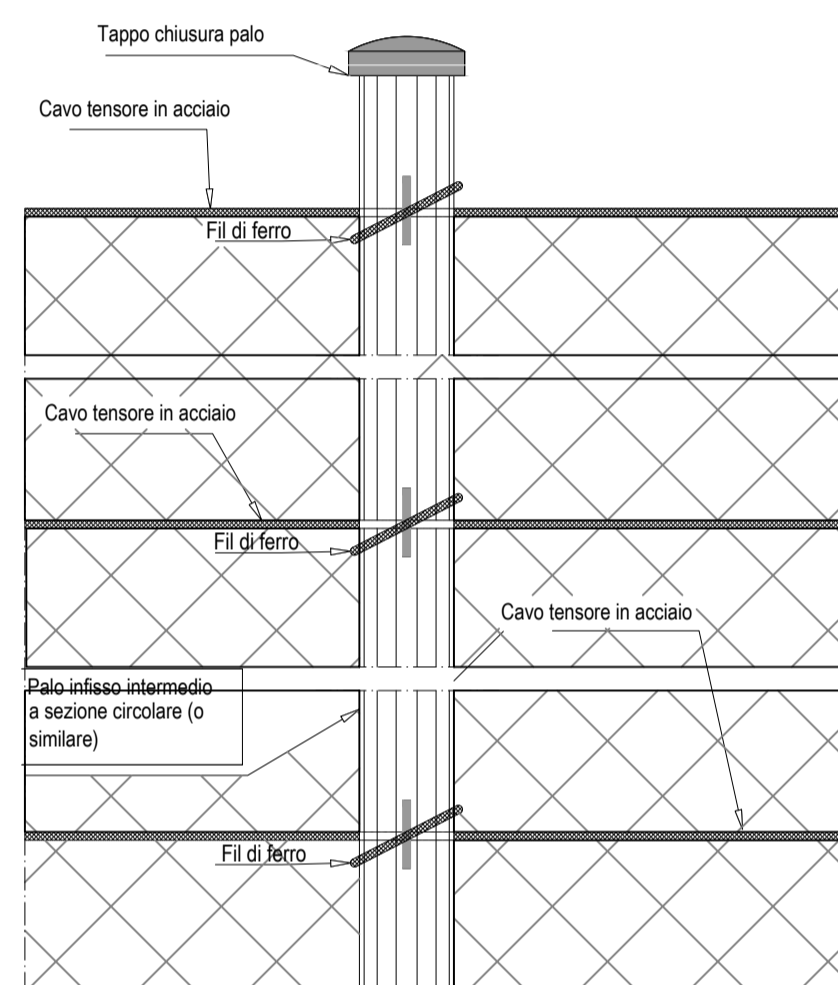 Tappo chiusura palo
Cavo tensore in acciaio
Fil di ferro
Cavo tensore in acciaio
Fil di ferro
Cavo tensore in acciaio
Palo infisso intermedio
a sezione circolare (o
similare)
Fil di ferro